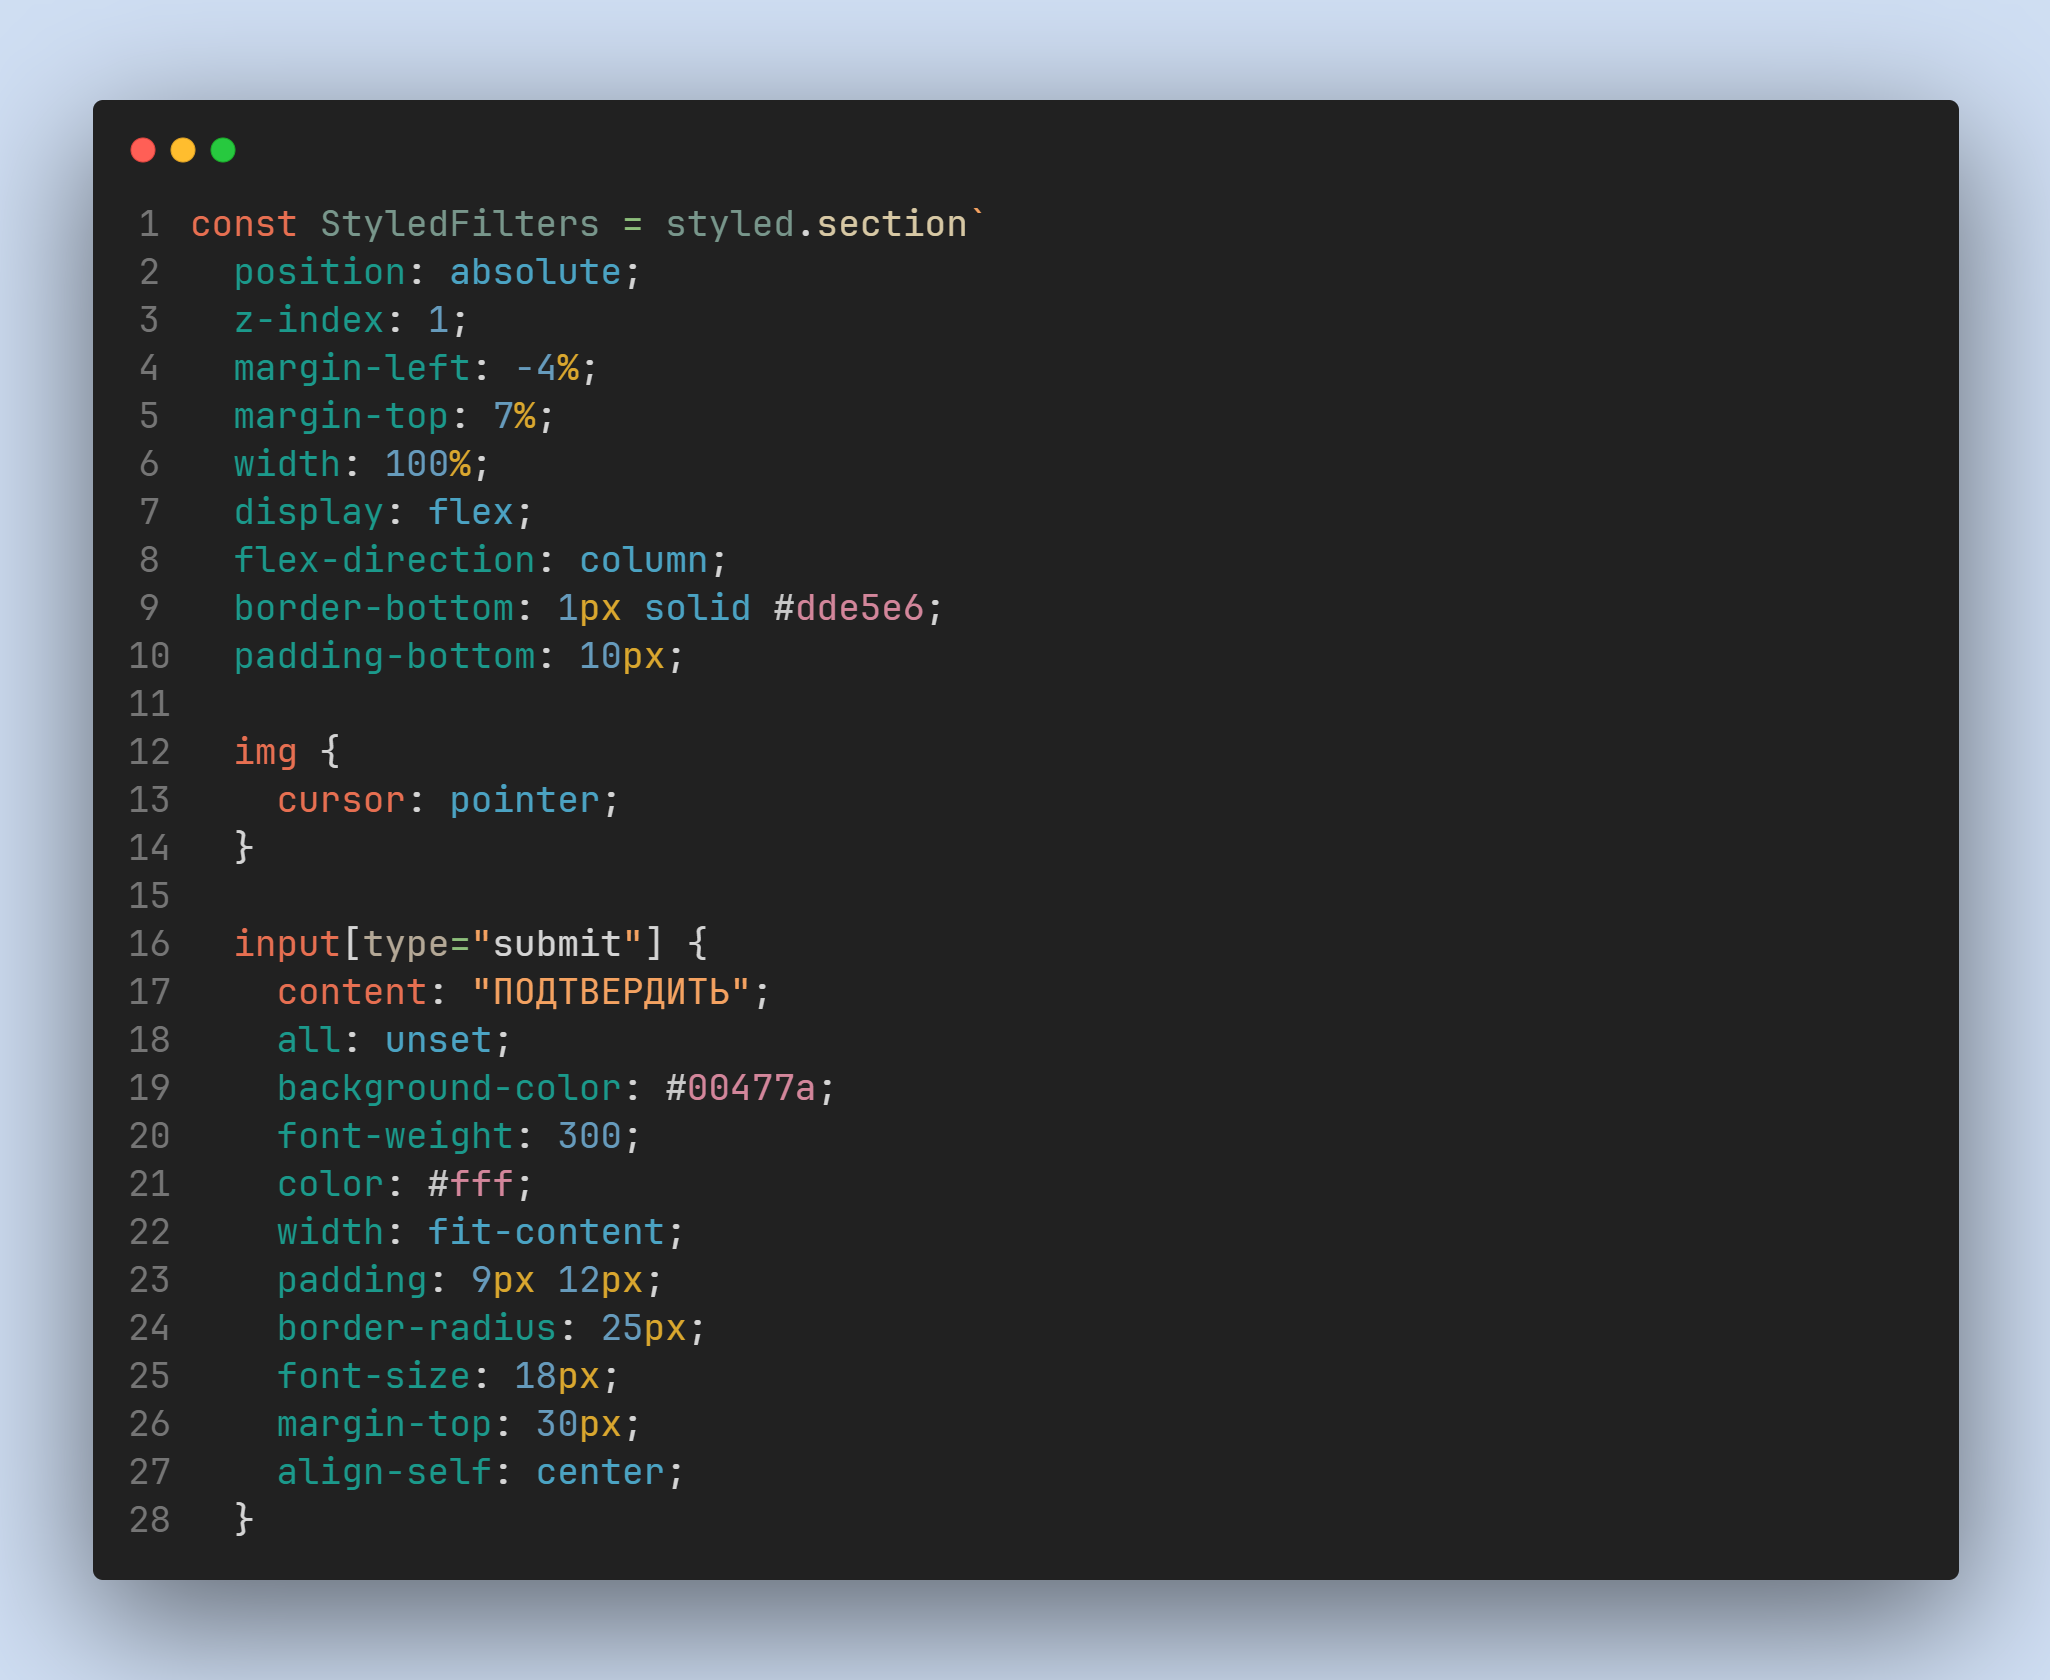 1 const StyledFilters = styled.section`
2   position: absolute;
3   z-index: 1;
4   margin-left: -4%;
5   margin-top: 7%;
6   width: 100%;
7   display: flex;
8   flex-direction: column;
9   border-bottom: 1px solid #dde5e6;
10   padding-bottom: 10px;
11
12   img {
13     cursor: pointer;
14   }
15
16   input[type="submit"] {
17     content: "ПОДТВЕРДИТЬ";
18     all: unset;
19     background-color: #00477a;
20     font-weight: 300;
21     color: #fff;
22     width: fit-content;
23     padding: 9px 12px;
24     border-radius: 25px;
25     font-size: 18px;
26     margin-top: 30px;
27     align-self: center;
28   }